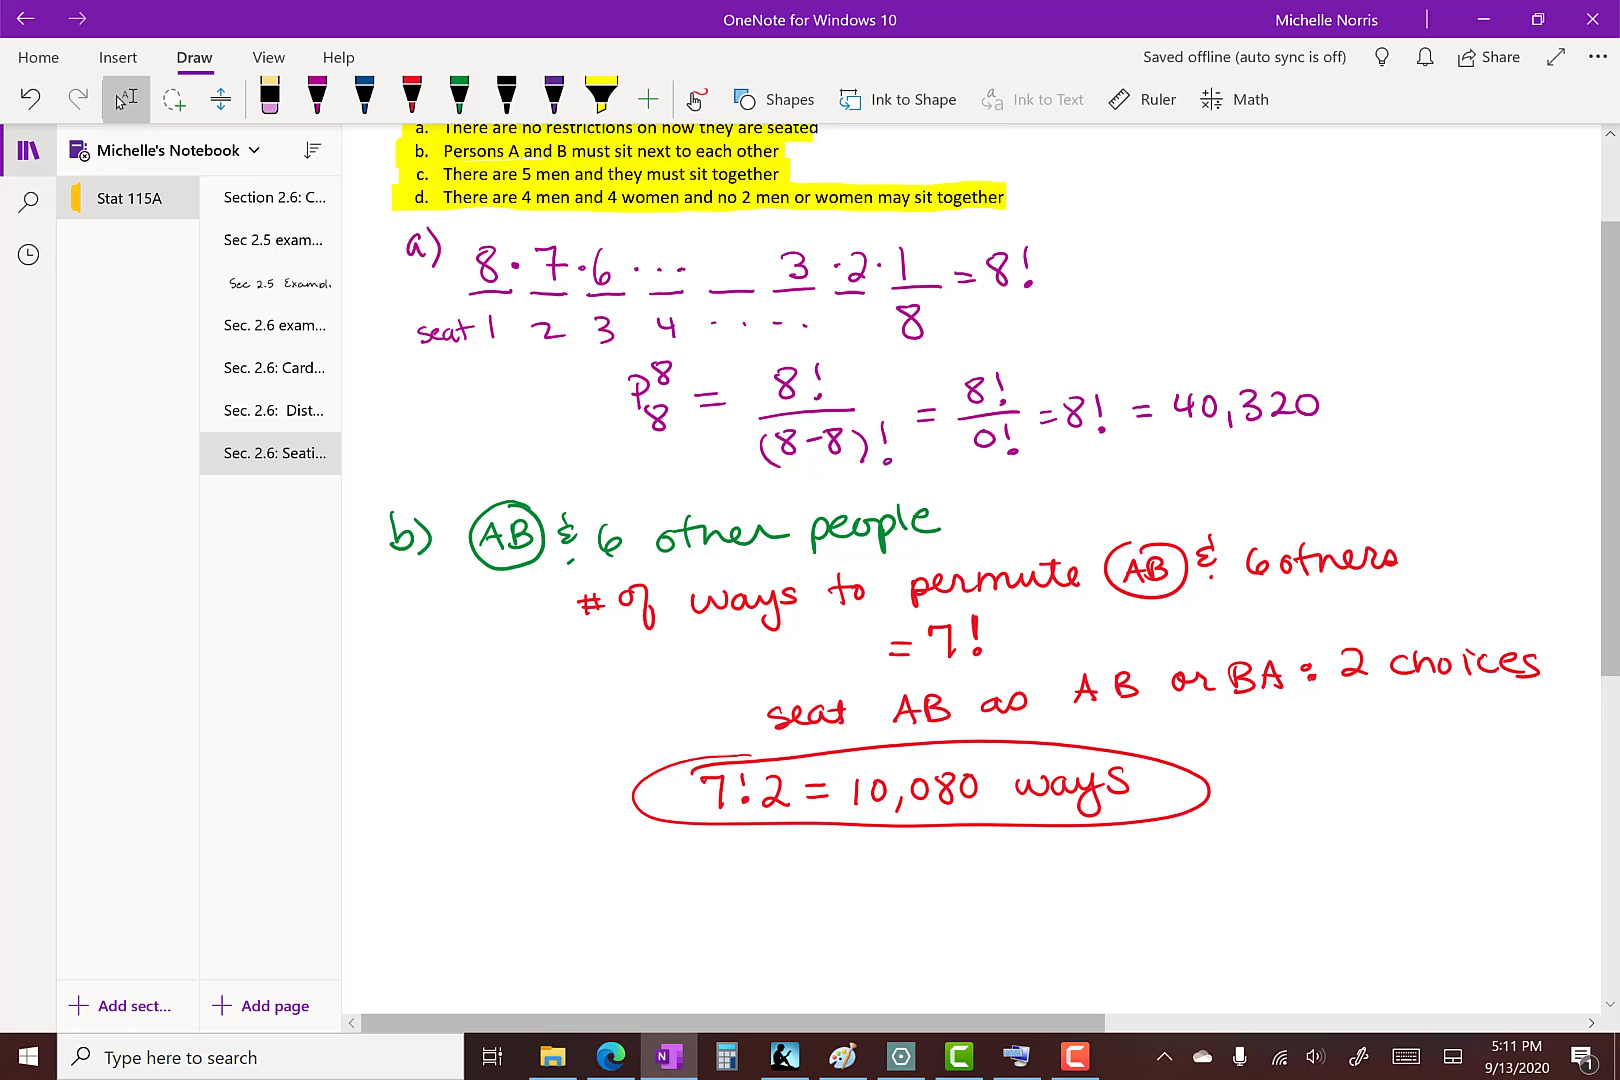 OneNote for Windows 10
Michelle Norris
Home Insert Draw View Help
Saved offline (auto sync is off) Share
Shapes Ink to Shape Ink to Text Ruler Math
Michelle's Notebook
Stat 115A
Section 2.6: C...
Sec 2.5 exam...
Sec 2.5 Exampl.
Sec. 2.6 exam...
Sec. 2.6: Card...
Sec. 2.6: Dist...
Sec. 2.6: Seati...
Add sect...
Add page
a. There are no restrictions on how they are seated
b. Persons A and B must sit next to each other
c. There are 5 men and they must sit together
d. There are 4 men and 4 women and no 2 men or women may sit together
a) 8 · 7 · 6 · ... 3 · 2 · 1 = 8!
seat 1 2 3 4 ..... 8
P⁸₈ = 8!/(8-8)! = 8!/0! = 8! = 40,320
b) AB & 6 other people
# of ways to permute AB & 6 others
= 7!
seat AB as AB or BA: 2 choices
7! 2 = 10,080 ways
Type here to search
5:11 PM
9/13/2020
1